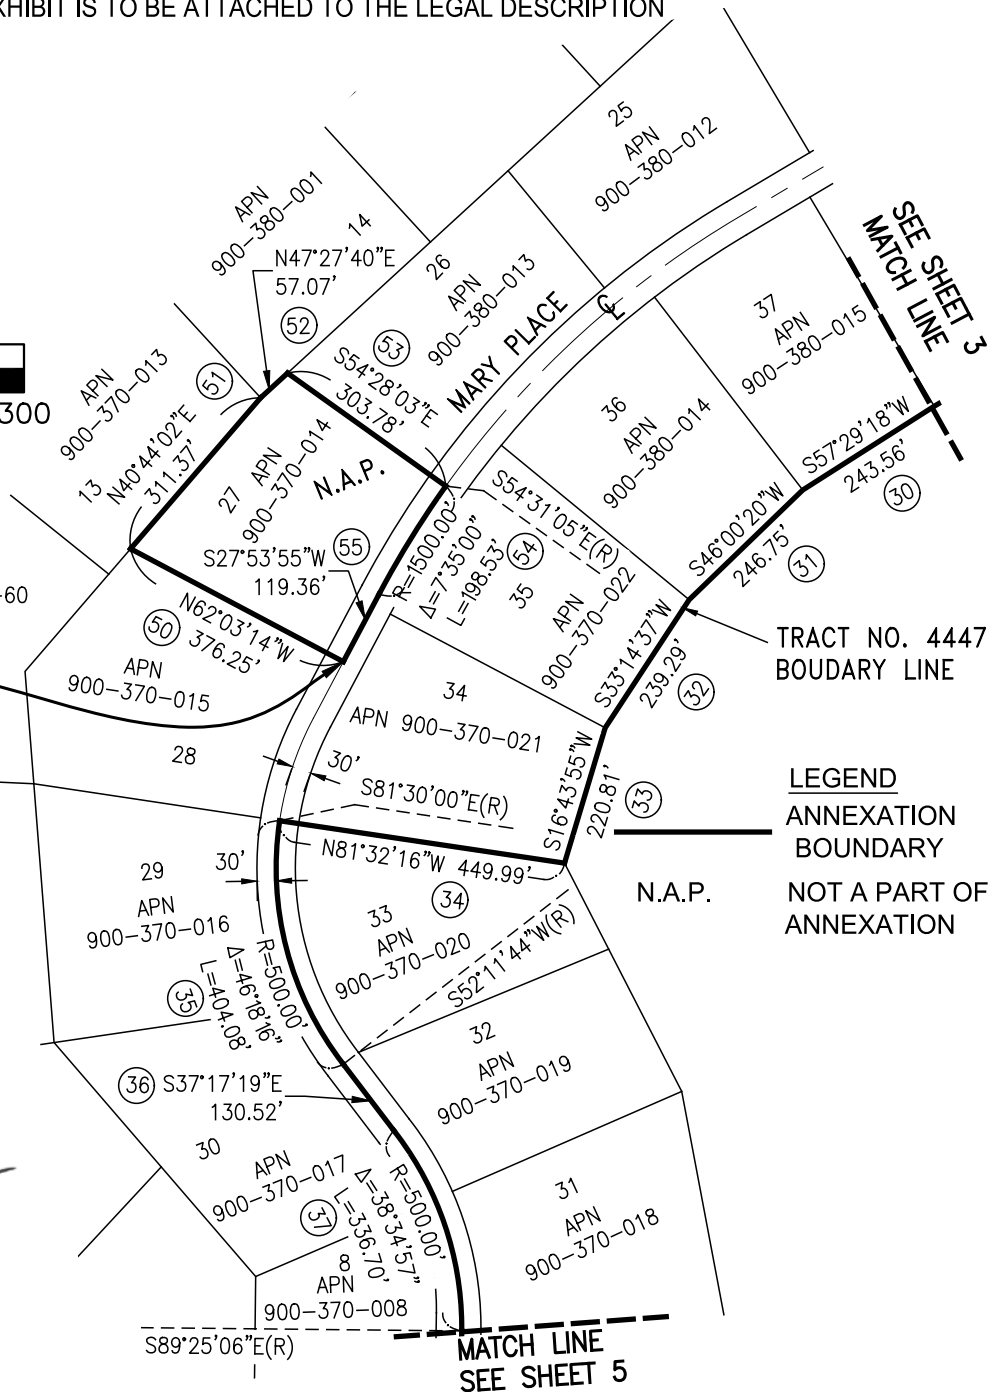 XHIBIT IS TO BE ATTACHED TO THE LEGAL DESCRIPTION
25
APN
900-380-012
APN
900-380-001
14
N47°27'40"E
57.07'
52
26
APN
900-380-013
53
S54°28'03"E
303.78'
MARY PLACE
℄
SEE SHEET 3
MATCH LINE
37
APN
900-380-015
300
APN
900-370-013
13
51
N40°44'02"E
311.37'
27
APN
900-370-014
N.A.P.
36
APN
900-380-014
S57°29'18"W
243.56'
30
S46°00'20"W
246.75'
31
S54°31'05"E(R)
R=1500.00'
Δ=7°35'00"
L=198.53'
54
35
APN
900-370-022
S27°53'55"W
119.36'
55
-60
N62°03'14"W
50
376.25'
APN
900-370-015
28
S33°14'37"W
239.29'
32
TRACT NO. 4447
BOUDARY LINE
34
APN 900-370-021
30'
S81°30'00"E(R)
S16°43'55"W
220.81'
33
LEGEND
ANNEXATION
BOUNDARY
N.A.P.
NOT A PART OF
ANNEXATION
N81°32'16"W 449.99'
34
29
APN
900-370-016
30'
33
APN
900-370-020
S52°11'44"W(R)
R=500.00'
Δ=46°18'16"
L=404.08'
35
32
APN
900-370-019
36
S37°17'19"E
130.52'
30
APN
900-370-017
R=500.00'
Δ=38°34'57"
L=336.70'
37
31
APN
900-370-018
8
APN
900-370-008
S89°25'06"E(R)
MATCH LINE
SEE SHEET 5